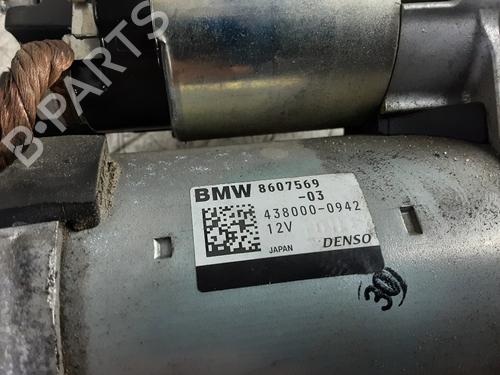 B-PARTS
BMW 8607569
-03
438000-0942
12V
JAPAN DENSO
30